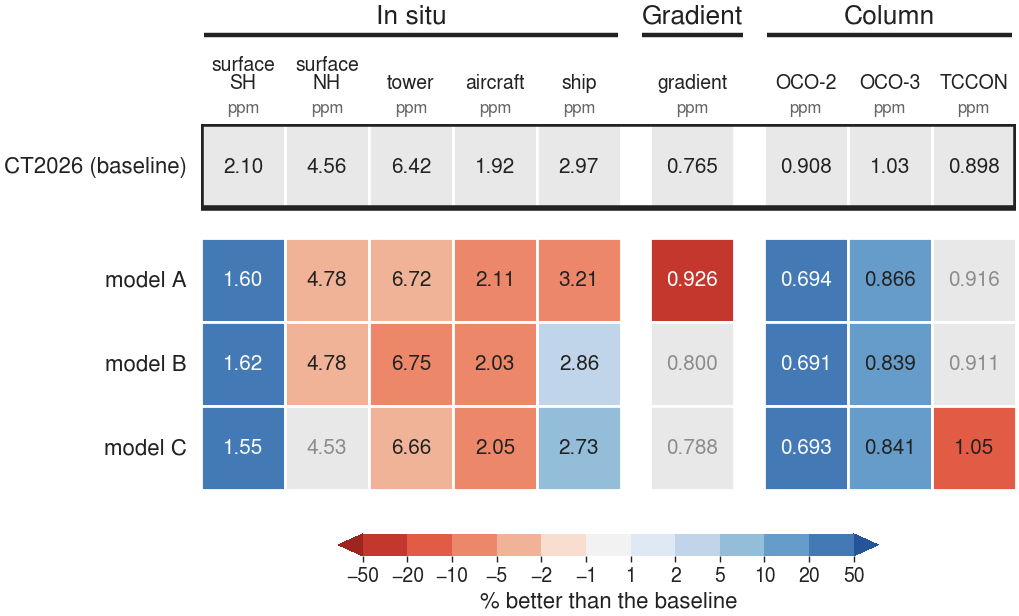 In situ Gradient Column
surface SH surface NH tower aircraft ship gradient OCO-2 OCO-3 TCCON
ppm ppm ppm ppm ppm ppm ppm ppm ppm
CT2026 (baseline) 2.10 4.56 6.42 1.92 2.97 0.765 0.908 1.03 0.898
model A 1.60 4.78 6.72 2.11 3.21 0.926 0.694 0.866 0.916
model B 1.62 4.78 6.75 2.03 2.86 0.800 0.691 0.839 0.911
model C 1.55 4.53 6.66 2.05 2.73 0.788 0.693 0.841 1.05
−50 −20 −10 −5 −2 −1 1 2 5 10 20 50
% better than the baseline